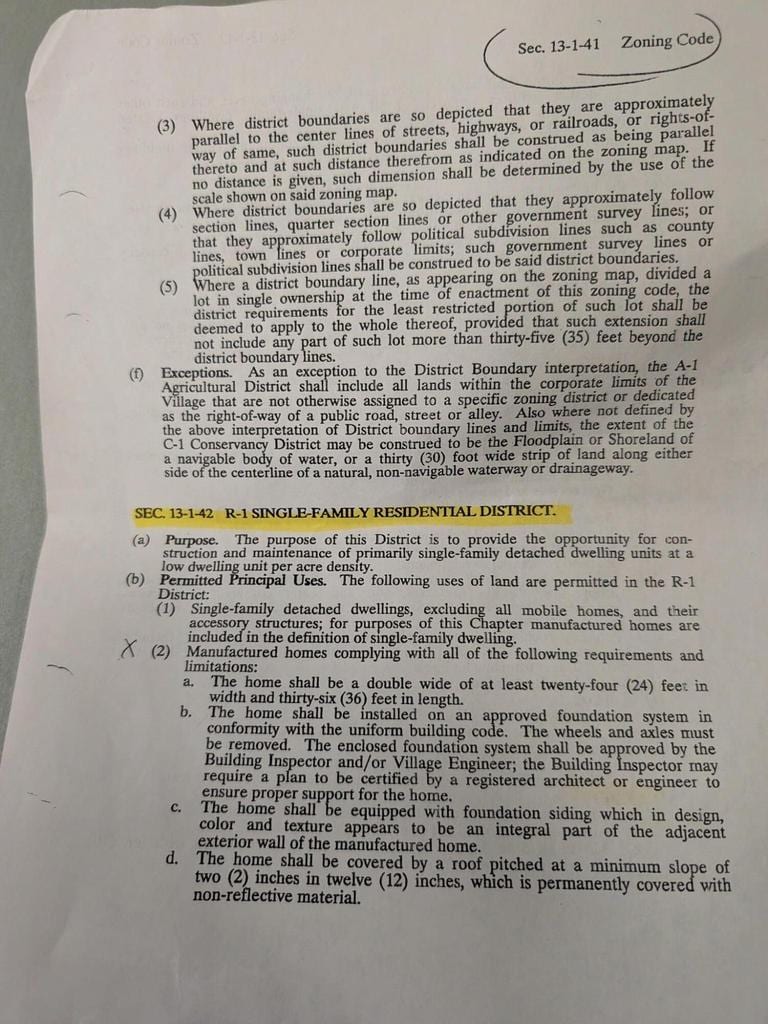 Sec. 13-1-41 Zoning Code
(3) Where district boundaries are so depicted that they are approximately
parallel to the center lines of streets, highways, or railroads, or rights-of-
way of same, such district boundaries shall be construed as being parallel
thereto and at such distance therefrom as indicated on the zoning map. If
no distance is given, such dimension shall be determined by the use of the
scale shown on said zoning map.
(4) Where district boundaries are so depicted that they approximately follow
section lines, quarter section lines or other government survey lines; or
that they approximately follow political subdivision lines such as county
lines, town lines or corporate limits; such government survey lines or
political subdivision lines shall be construed to be said district boundaries.
(5) Where a district boundary line, as appearing on the zoning map, divided a
lot in single ownership at the time of enactment of this zoning code, the
district requirements for the least restricted portion of such lot shall be
deemed to apply to the whole thereof, provided that such extension shall
not include any part of such lot more than thirty-five (35) feet beyond the
district boundary lines.
(f) Exceptions. As an exception to the District Boundary interpretation, the A-1
Agricultural District shall include all lands within the corporate limits of the
Village that are not otherwise assigned to a specific zoning district or dedicated
as the right-of-way of a public road, street or alley. Also where not defined by
the above interpretation of District boundary lines and limits, the extent of the
C-1 Conservancy District may be construed to be the Floodplain or Shoreland of
a navigable body of water, or a thirty (30) foot wide strip of land along either
side of the centerline of a natural, non-navigable waterway or drainageway.
SEC. 13-1-42 R-1 SINGLE-FAMILY RESIDENTIAL DISTRICT.
(a) Purpose. The purpose of this District is to provide the opportunity for con-
struction and maintenance of primarily single-family detached dwelling units at a
low dwelling unit per acre density.
(b) Permitted Principal Uses. The following uses of land are permitted in the R-1
District:
(1) Single-family detached dwellings, excluding all mobile homes, and their
accessory structures; for purposes of this Chapter manufactured homes are
included in the definition of single-family dwelling.
X (2) Manufactured homes complying with all of the following requirements and
limitations:
a. The home shall be a double wide of at least twenty-four (24) feet in
width and thirty-six (36) feet in length.
b. The home shall be installed on an approved foundation system in
conformity with the uniform building code. The wheels and axles must
be removed. The enclosed foundation system shall be approved by the
Building Inspector and/or Village Engineer; the Building Inspector may
require a plan to be certified by a registered architect or engineer to
ensure proper support for the home.
c. The home shall be equipped with foundation siding which in design,
color and texture appears to be an integral part of the adjacent
exterior wall of the manufactured home.
d. The home shall be covered by a roof pitched at a minimum slope of
two (2) inches in twelve (12) inches, which is permanently covered with
non-reflective material.